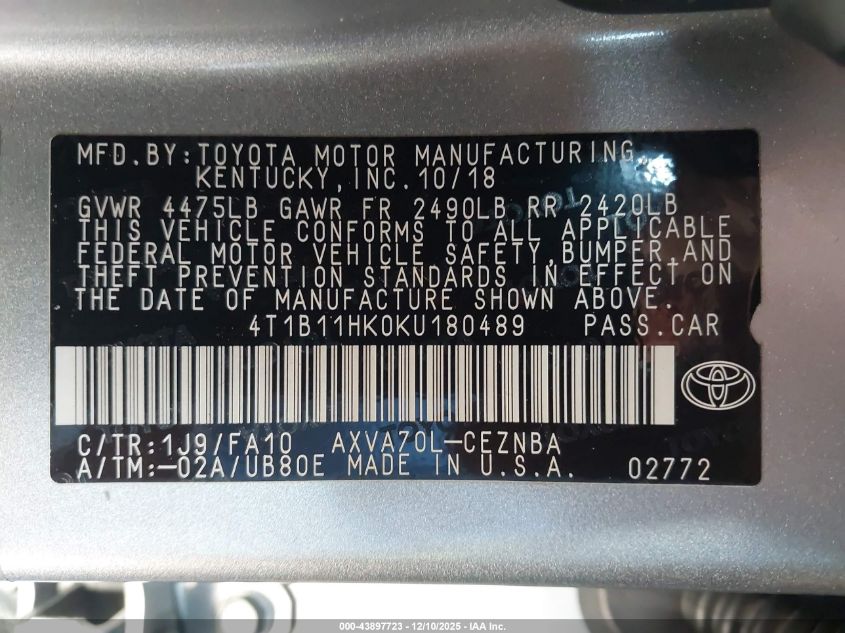 MFD.BY:TOYOTA MOTOR MANUFACTURING,
KENTUCKY,INC.10/18
GVWR 4475LB GAWR FR 2490LB RR 2420LB
THIS VEHICLE CONFORMS TO ALL APPLICABLE
FEDERAL MOTOR VEHICLE SAFETY,BUMPER,AND
THEFT PREVENTION STANDARDS IN EFFECT ON
THE DATE OF MANUFACTURE SHOWN ABOVE.
4T1B11HK0KU180489 PASS.CAR
C/TR:1J9/FA10 AXVA70L-CEZNBA
A/TM:-02A/UB80E MADE IN U.S.A. 02772
000-43897723 - 12/10/2025 - IAA Inc.